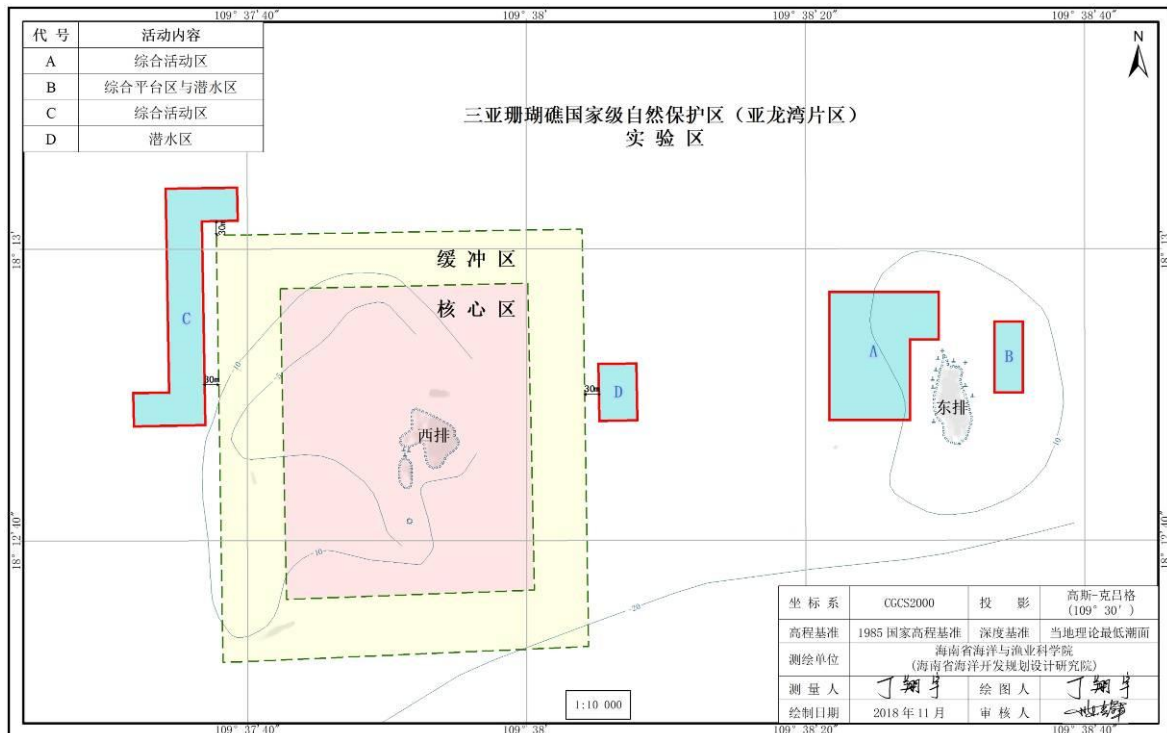 109° 37′40″
109° 38′
109° 38′20″
109° 38′40″
代 号 活动内容
A 综合活动区
B 综合平台区与潜水区
C 综合活动区
D 潜水区
N
三亚珊瑚礁国家级自然保护区（亚龙湾片区）
实 验 区
18° 13′
18° 13′
30m
缓 冲 区
核 心 区
C
A
B
-10
-5
30m
30m
D
西排
东排
-10
18° 12′40″
18° 12′40″
-10
-20
坐 标 系 CGCS2000 投 影 高斯-克吕格
(109° 30′)
高程基准 1985 国家高程基准 深度基准 当地理论最低潮面
测绘单位 海南省海洋与渔业科学院
(海南省海洋开发规划设计研究院)
测 量 人 丁翔宇 绘 图 人 丁翔宇
绘制日期 2018 年 11 月 审 核 人
1:10 000
109° 37′40″
109° 38′
109° 38′20″
109° 38′40″